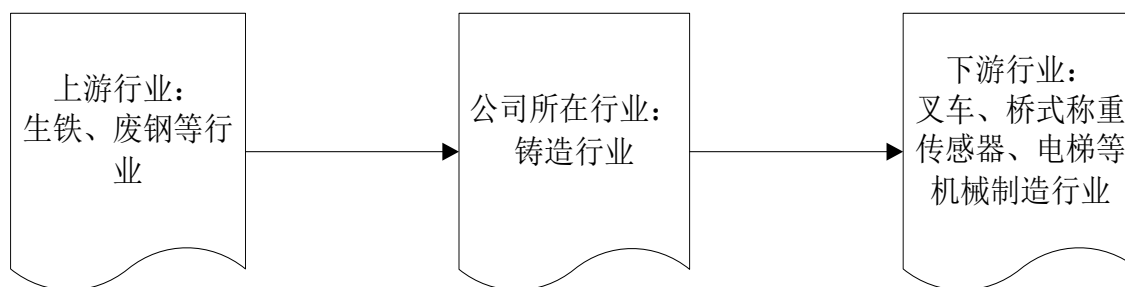 上游行业：
生铁、废钢等行
业
公司所在行业：
铸造行业
下游行业：
叉车、桥式称重
传感器、电梯等
机械制造行业